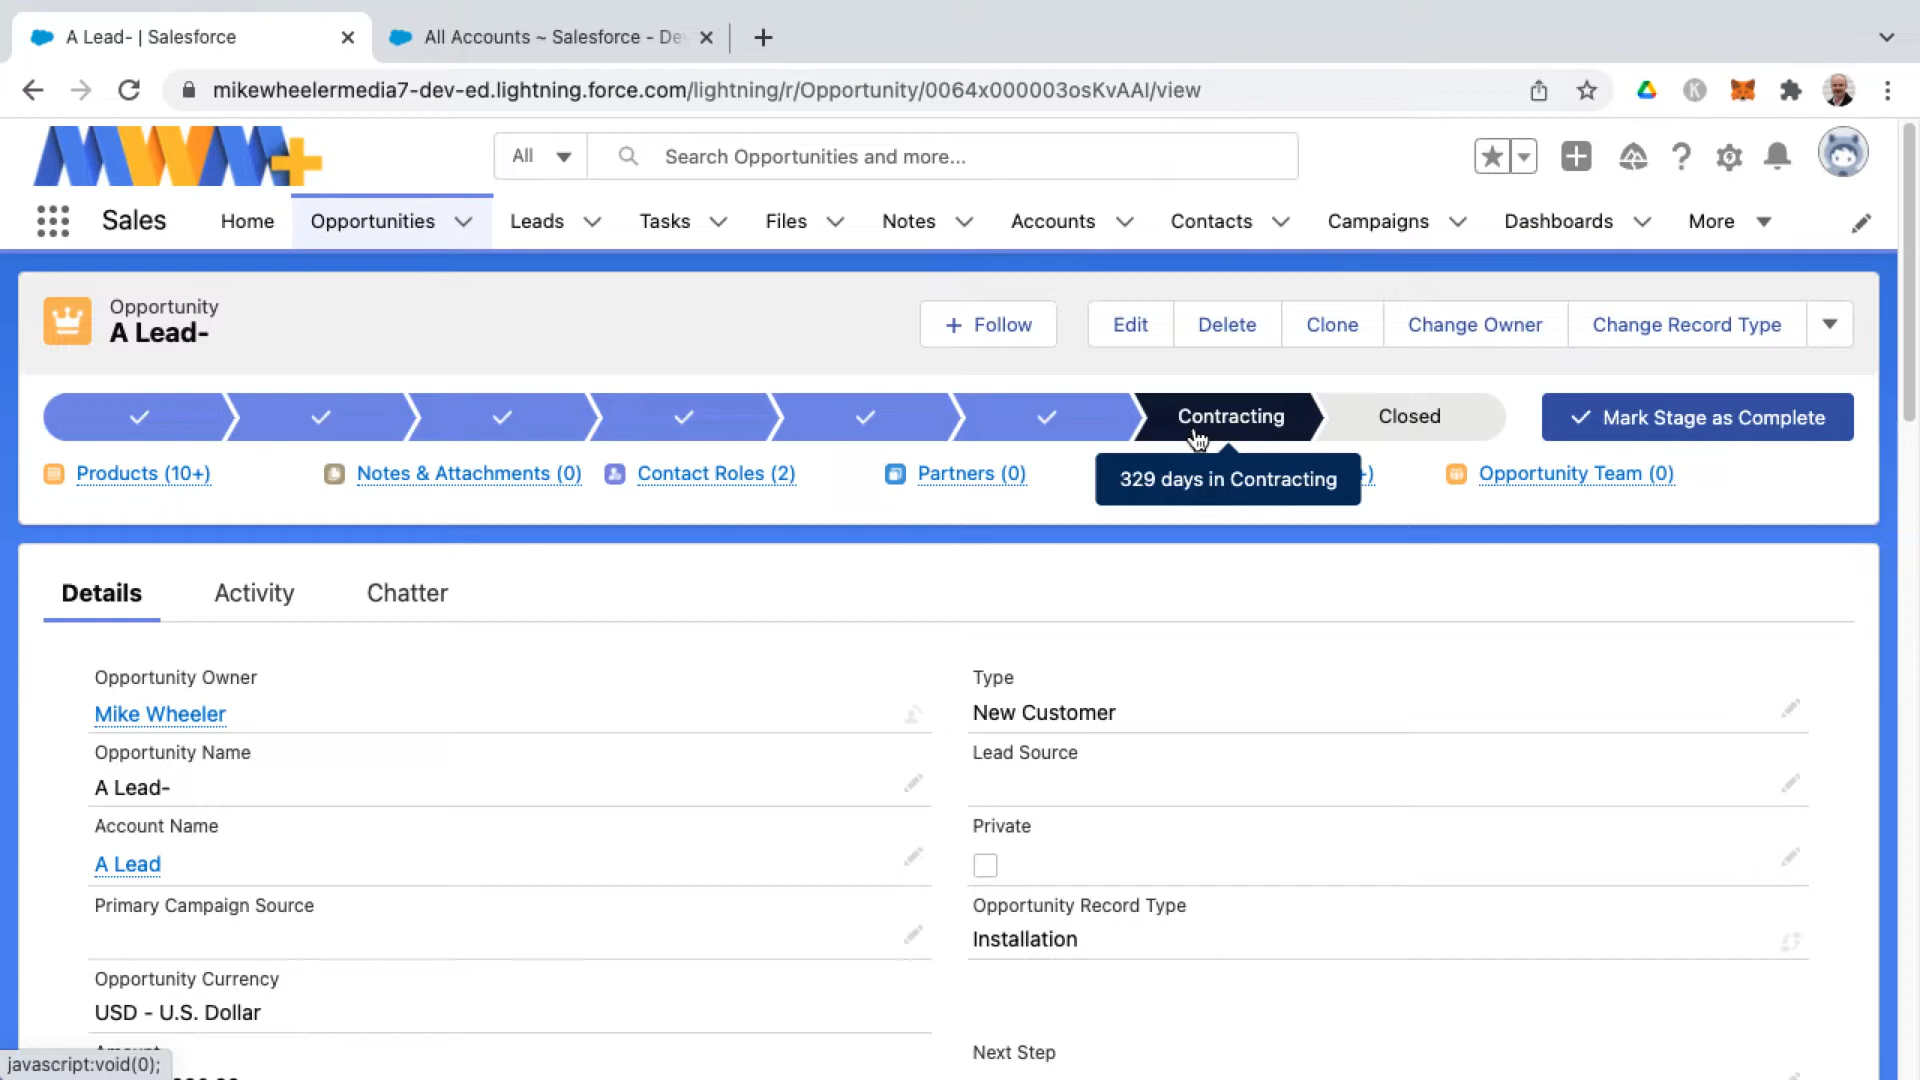 A Lead- | Salesforce
All Accounts ~ Salesforce - De
mikewheelermedia7-dev-ed.lightning.force.com/lightning/r/Opportunity/0064x000003osKvAAI/view
MWM+
All
Search Opportunities and more...
Sales
Home
Opportunities
Leads
Tasks
Files
Notes
Accounts
Contacts
Campaigns
Dashboards
More
Opportunity
A Lead-
Follow
Edit
Delete
Clone
Change Owner
Change Record Type
Contracting
Closed
Mark Stage as Complete
Products (10+)
Notes & Attachments (0)
Contact Roles (2)
Partners (0)
329 days in Contracting
+)
Opportunity Team (0)
Details
Activity
Chatter
Opportunity Owner
Mike Wheeler
Type
New Customer
Opportunity Name
A Lead-
Lead Source
Account Name
A Lead
Private
Primary Campaign Source
Opportunity Record Type
Installation
Opportunity Currency
USD - U.S. Dollar
Next Step
javascript:void(0);